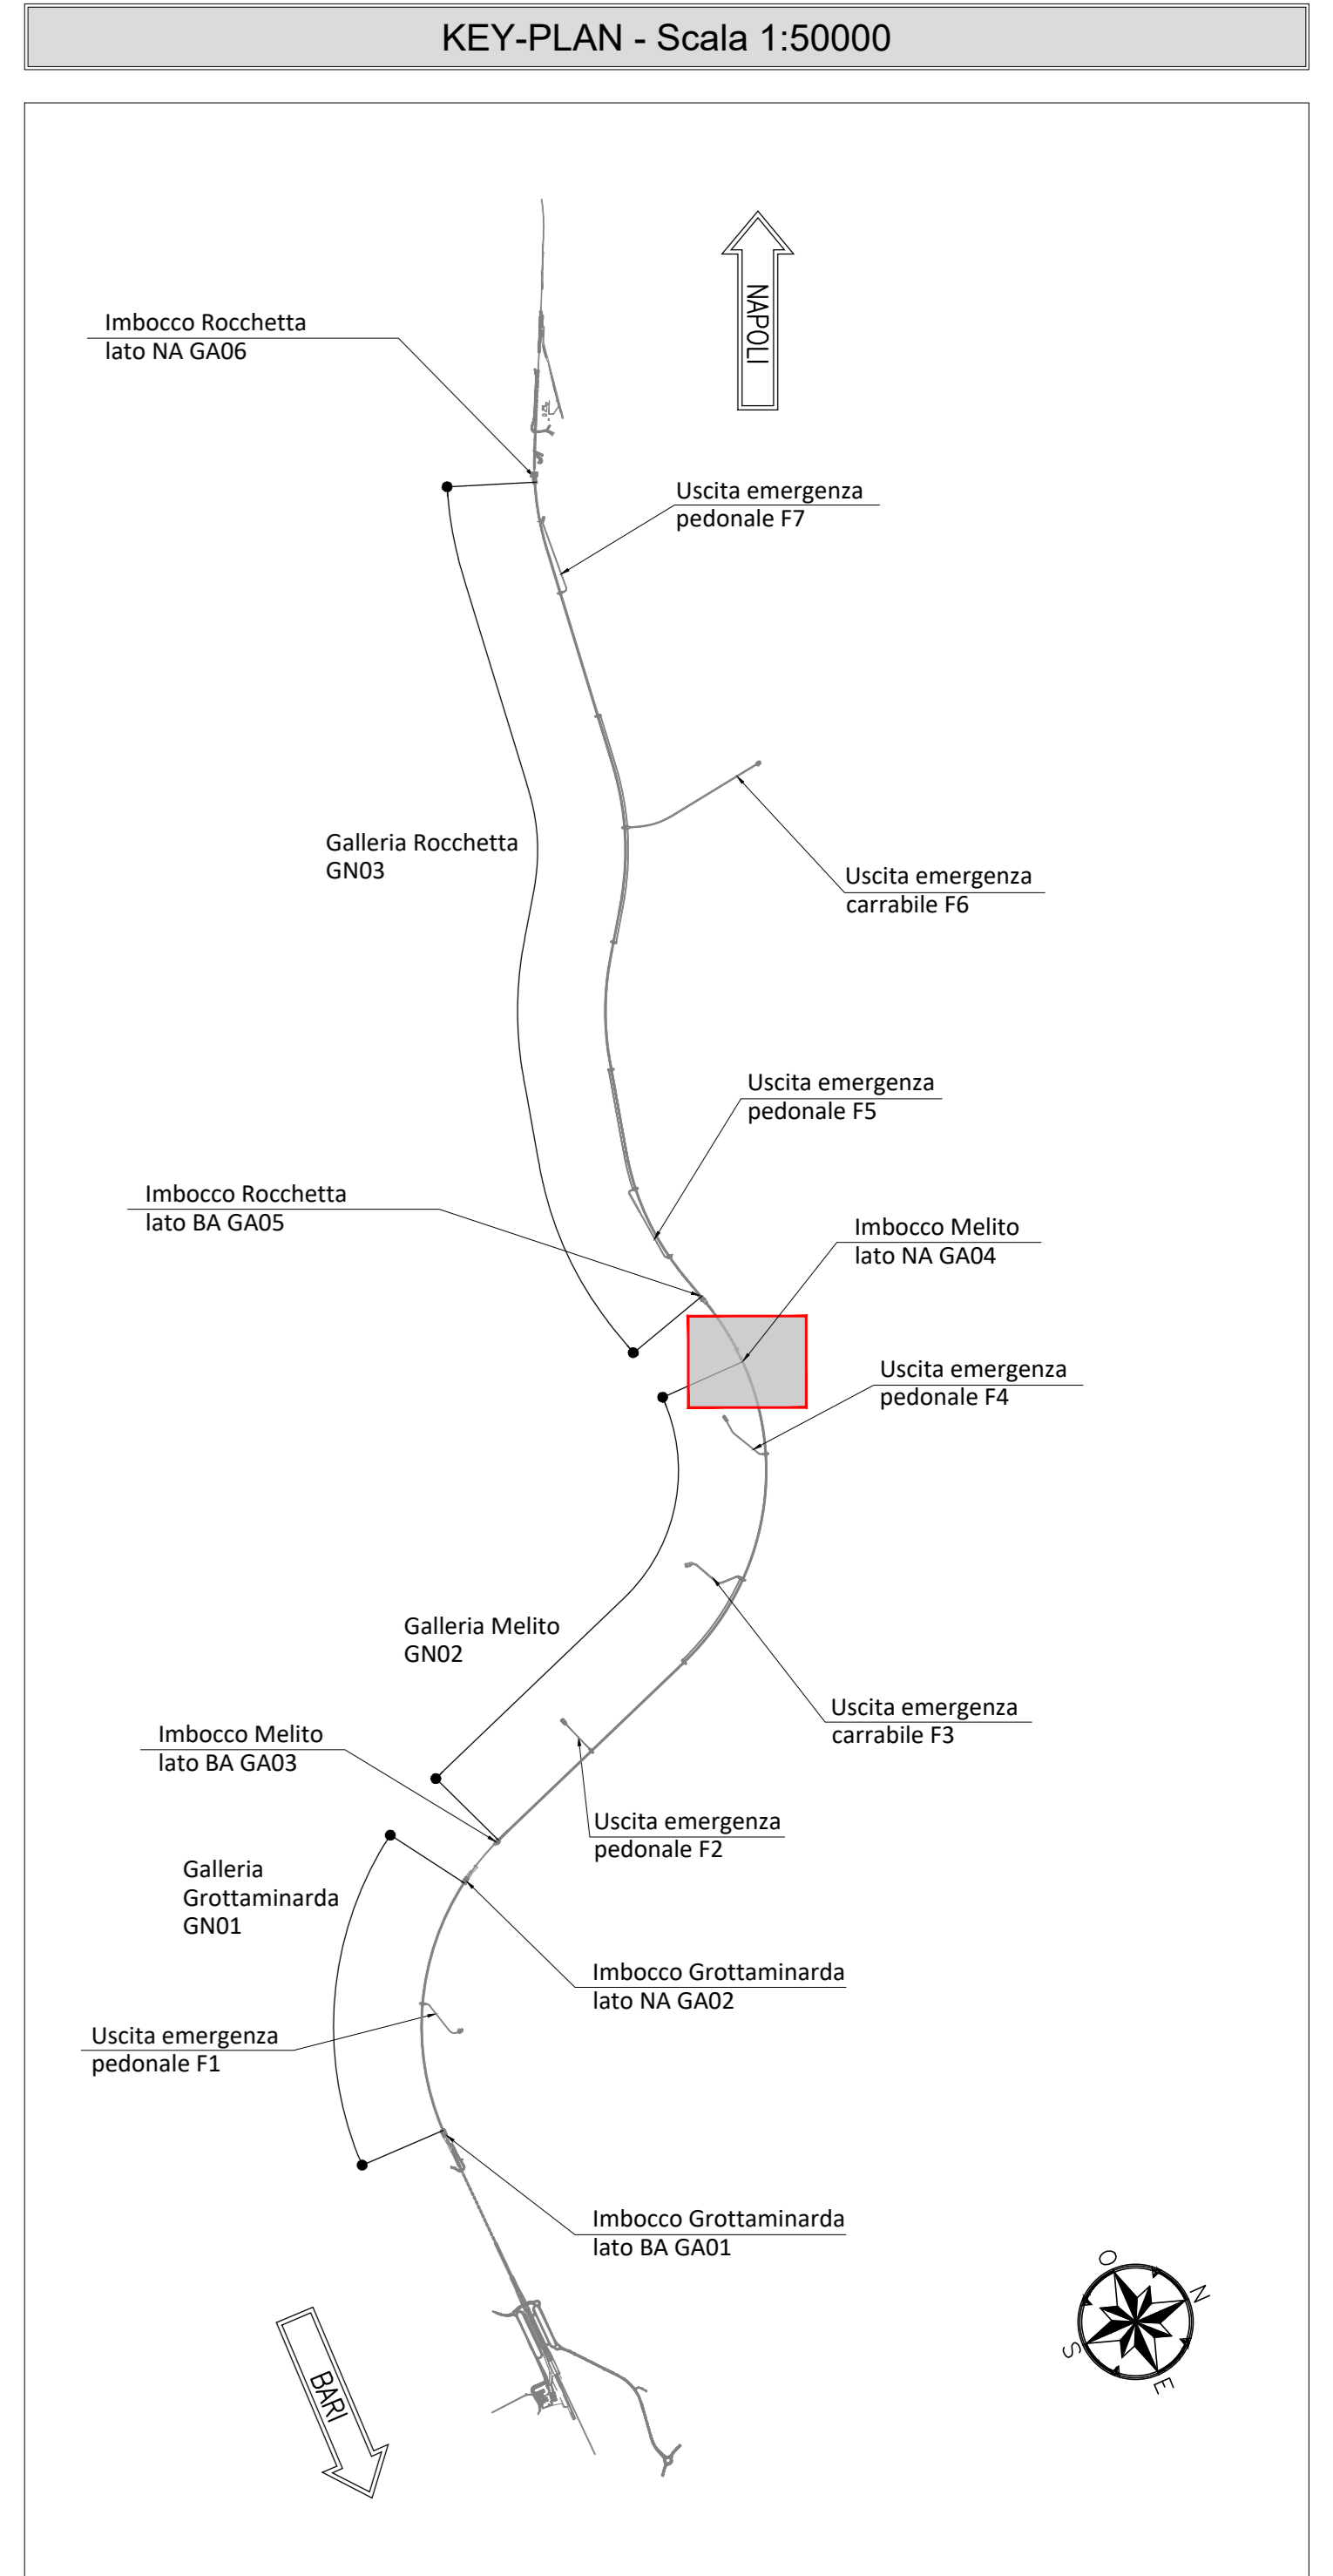 KEY-PLAN - Scala 1:50000
NAPOLI
Imbocco Rocchetta
lato NA GA06
Uscita emergenza
pedonale F7
Galleria Rocchetta
GN03
Uscita emergenza
carrabile F6
Uscita emergenza
pedonale F5
Imbocco Rocchetta
lato BA GA05
Imbocco Melito
lato NA GA04
Uscita emergenza
pedonale F4
Galleria Melito
GN02
Uscita emergenza
carrabile F3
Imbocco Melito
lato BA GA03
Uscita emergenza
pedonale F2
Galleria
Grottaminarda
GN01
Imbocco Grottaminarda
lato NA GA02
Uscita emergenza
pedonale F1
Imbocco Grottaminarda
lato BA GA01
BARI
O
N
S
E